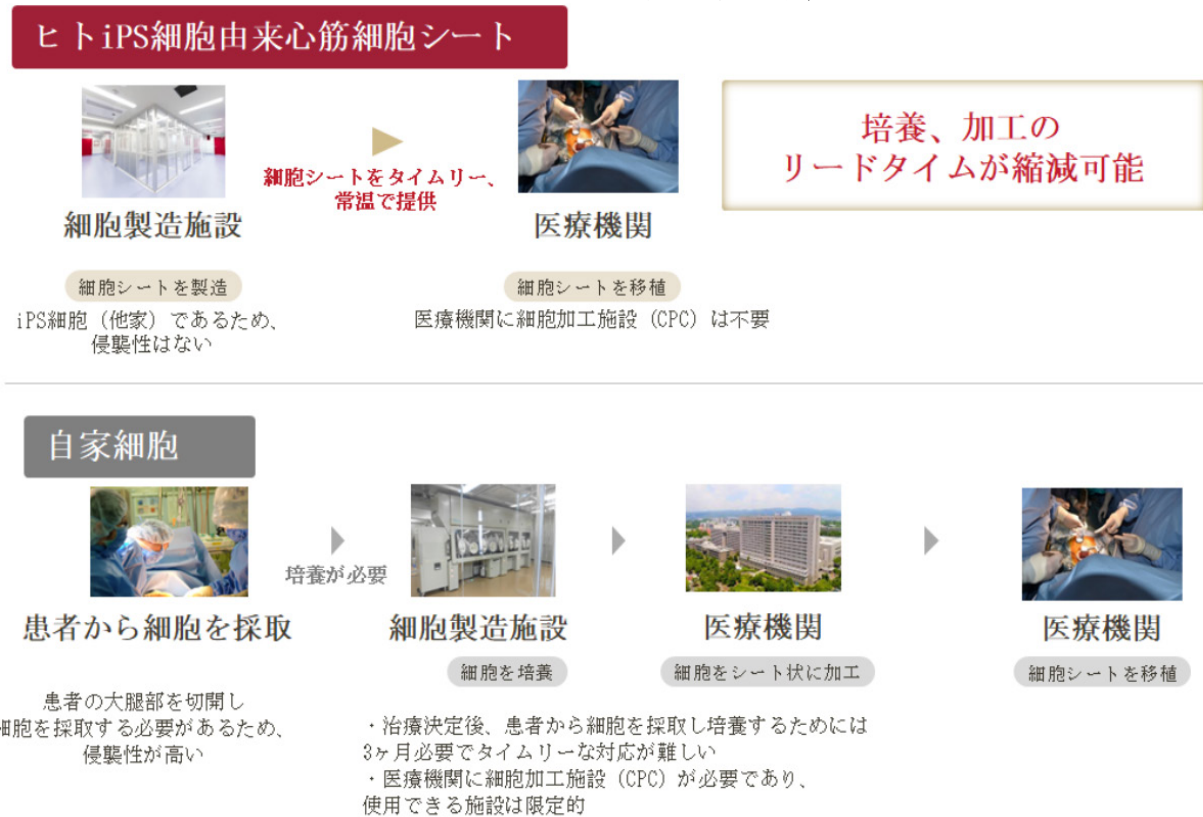 ヒトiPS細胞由来心筋細胞シート
細胞シートをタイムリー、
常温で提供
培養、加工の
リードタイムが縮減可能
細胞製造施設
医療機関
細胞シートを製造
細胞シートを移植
iPS細胞（他家）であるため、
侵襲性はない
医療機関に細胞加工施設（CPC）は不要
自家細胞
培養が必要
患者から細胞を採取
細胞製造施設
医療機関
医療機関
細胞を培養
細胞をシート状に加工
細胞シートを移植
患者の大腿部を切開し
細胞を採取する必要があるため、
侵襲性が高い
・治療決定後、患者から細胞を採取し培養するためには
3ヶ月必要でタイムリーな対応が難しい
・医療機関に細胞加工施設（CPC）が必要であり、
使用できる施設は限定的